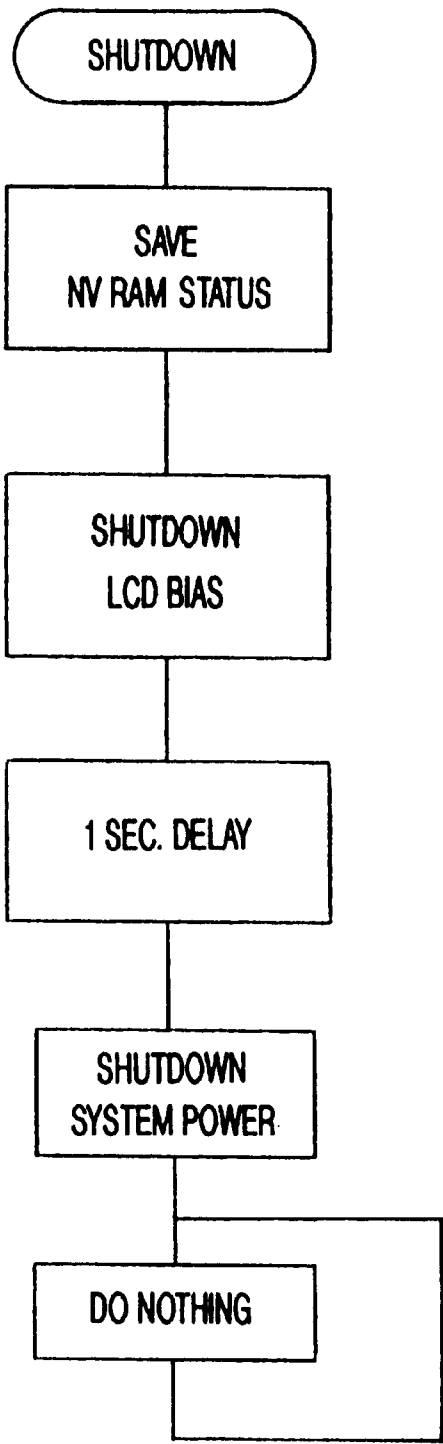 SHUTDOWN
SAVE
NV RAM STATUS
SHUTDOWN
LCD BIAS
1 SEC. DELAY
SHUTDOWN
SYSTEM POWER
DO NOTHING